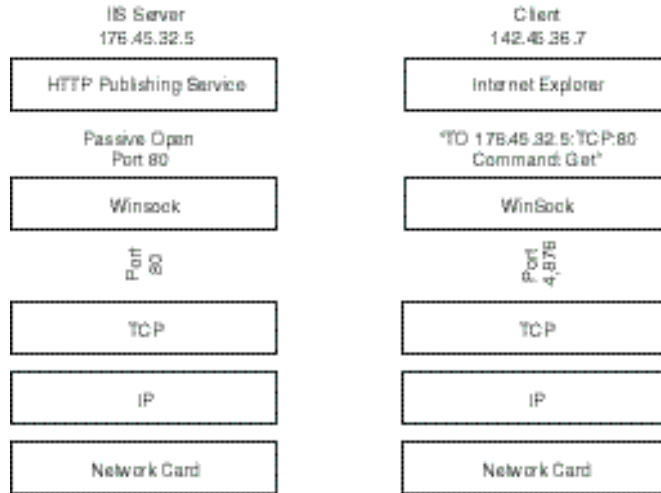 IIS Server
176.45.32.5
HTTP Publishing Service
Passive Open
Port 80
Winsock
Port
80
TCP
IP
Network Card
Client
142.45.36.7
Internet Explorer
"TO 176.45.32.5:TCP:80
Command: Get"
WinSock
Port
4,876
TCP
IP
Network Card